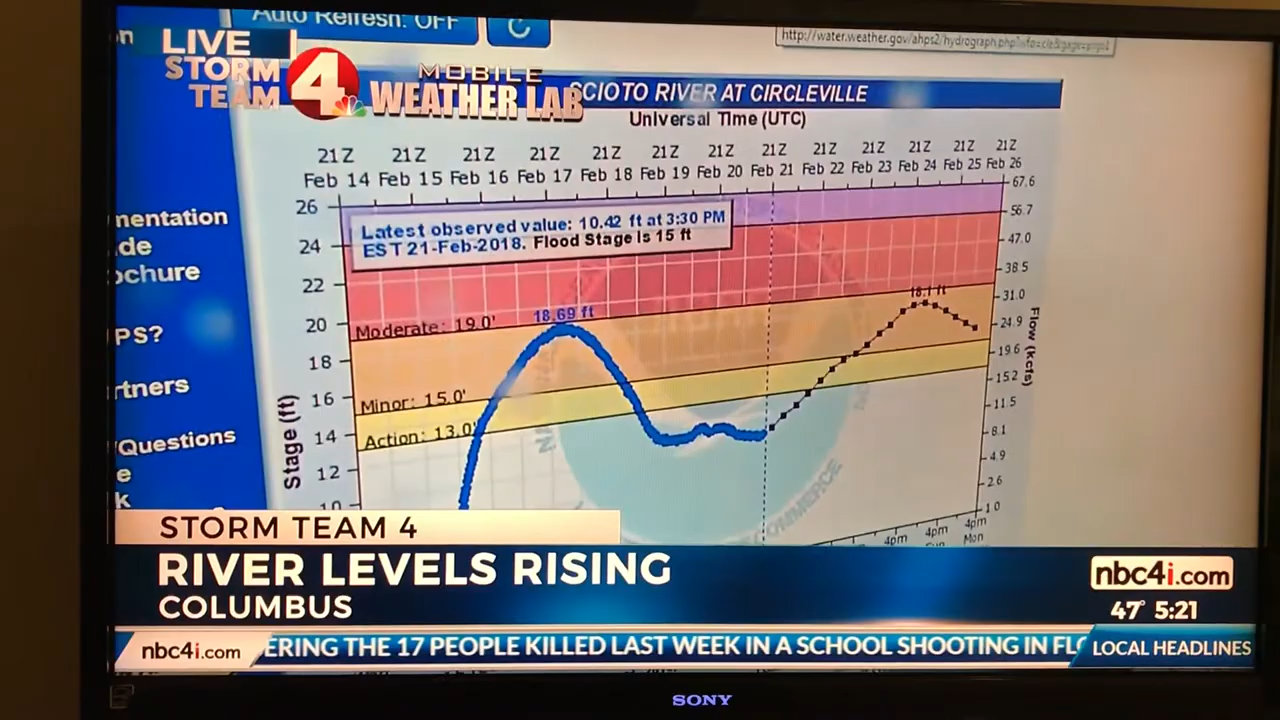 Auto Refresh: OFF
http://water.weather.gov/ahps2/hydrograph.php?
on
LIVE
STORM
TEAM
4
MOBILE
WEATHER LAB
SCIOTO RIVER AT CIRCLEVILLE
Universal Time (UTC)
21Z 21Z 21Z 21Z 21Z 21Z 21Z 21Z 21Z 21Z 21Z 21Z 21Z
Feb 14 Feb 15 Feb 16 Feb 17 Feb 18 Feb 19 Feb 20 Feb 21 Feb 22 Feb 23 Feb 24 Feb 25 Feb 26
26
24
22
20
18
16
14
12
10
Stage (ft)
Latest observed value: 10.42 ft at 3:30 PM
EST 21-Feb-2018. Flood Stage is 15 ft
18.69 ft
18.1 ft
Moderate: 19.0'
Minor: 15.0'
Action: 13.0'
67.6
56.7
47.0
38.5
31.0
24.9
19.6
15.2
11.5
8.1
4.9
2.6
1.0
Flow (kcfs)
COMMERCE
4pm 4pm 4pm
Mon
mentation
de
ochure
PS?
rtners
/Questions
e
k
STORM TEAM 4
RIVER LEVELS RISING
COLUMBUS
nbc4i.com
47° 5:21
nbc4i.com
ERING THE 17 PEOPLE KILLED LAST WEEK IN A SCHOOL SHOOTING IN FLO
LOCAL HEADLINES
SONY